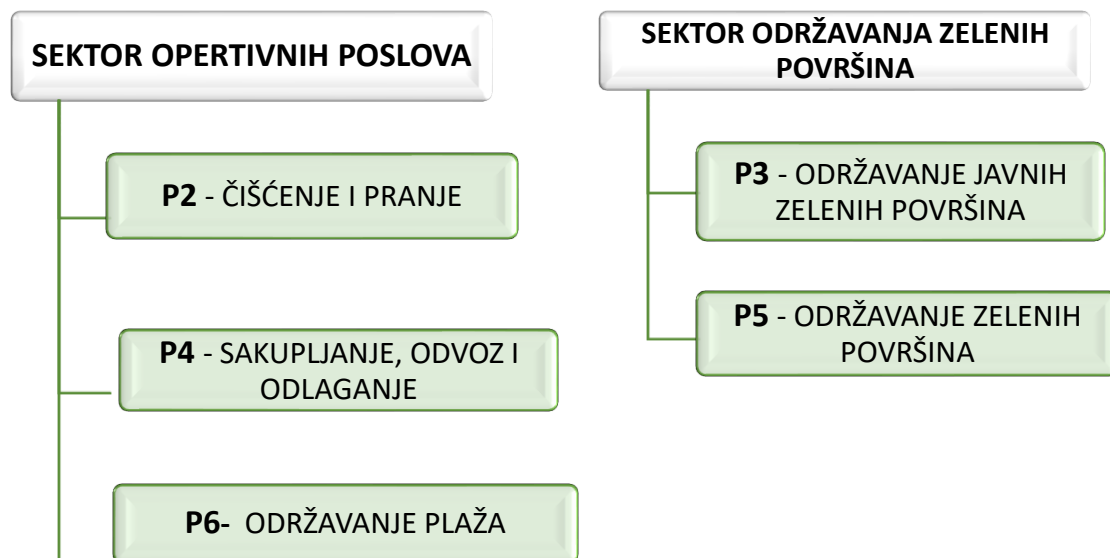 SEKTOR OPERTIVNIH POSLOVA
P2 - ČIŠĆENJE I PRANJE
P4 - SAKUPLJANJE, ODVOZ I
ODLAGANJE
P6- ODRŽAVANJE PLAŽA
SEKTOR ODRŽAVANJA ZELENIH
POVRŠINA
P3 - ODRŽAVANJE JAVNIH
ZELENIH POVRŠINA
P5 - ODRŽAVANJE ZELENIH
POVRŠINA